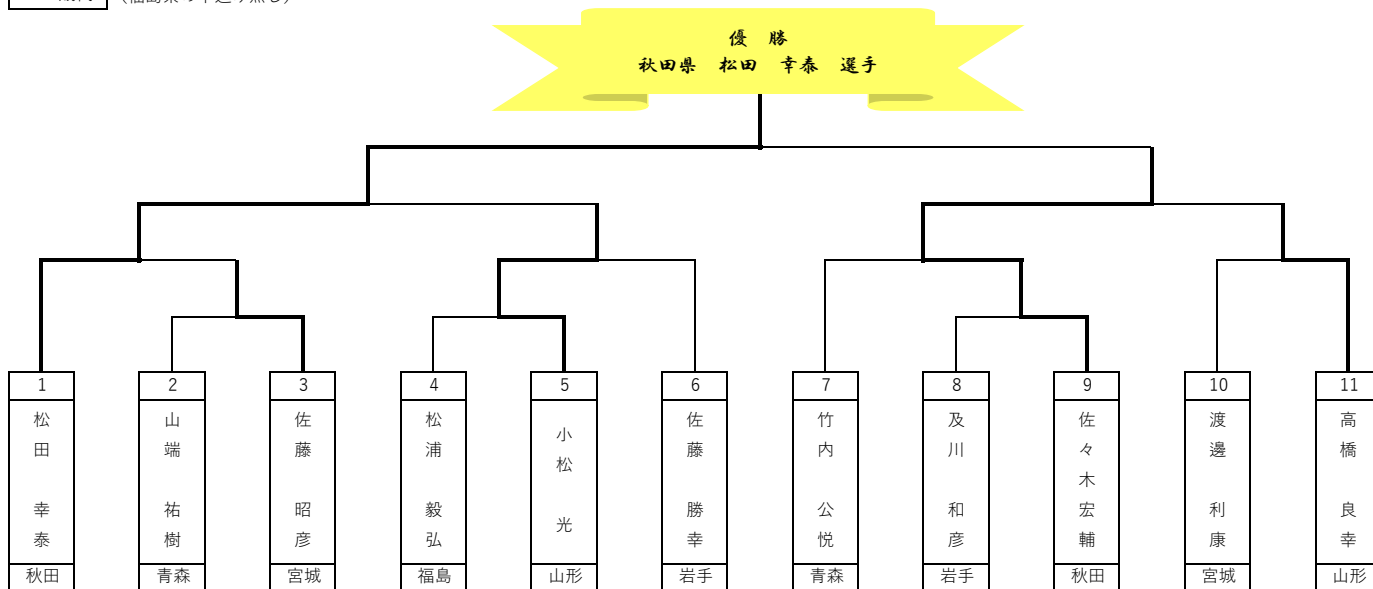 優　勝
秋田県　松田　幸泰　選手
1 2 3 4 5 6 7 8 9 10 11
松田　幸泰
山端　祐樹
佐藤　昭彦
松浦　毅弘
小松　光
佐藤　勝幸
竹内　公悦
及川　和彦
佐々木宏輔
渡邊　利康
高橋　良幸
秋田 青森 宮城 福島 山形 岩手 青森 岩手 秋田 宮城 山形